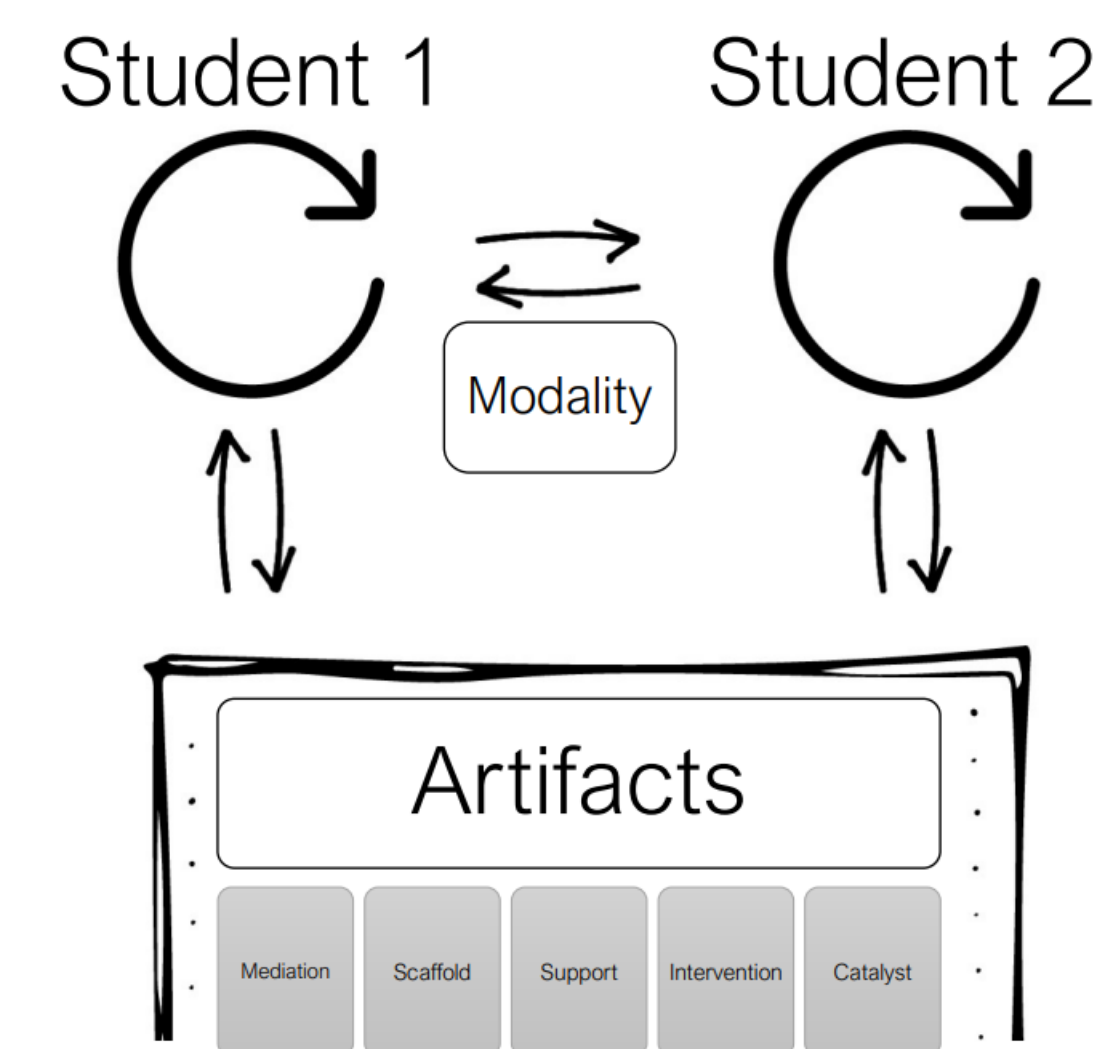 Student 1 Student 2
Modality
Artifacts
Mediation Scaffold Support Intervention Catalyst